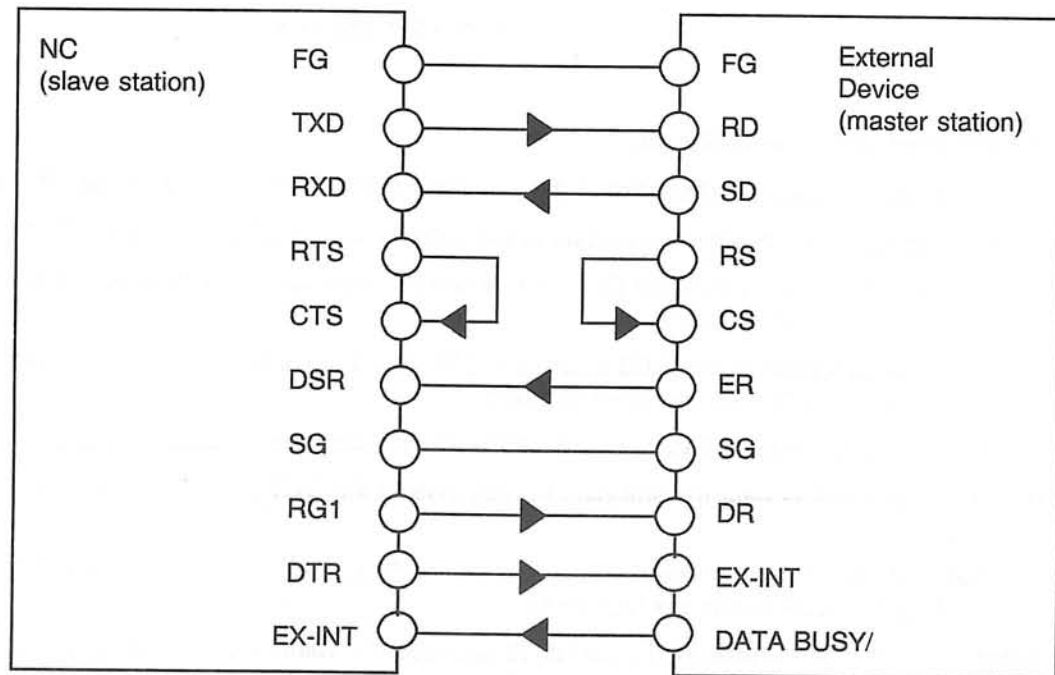 NC
(slave station)
External
Device
(master station)
FG
FG
TXD
RD
RXD
SD
RTS
RS
CTS
CS
DSR
ER
SG
SG
RG1
DR
DTR
EX-INT
EX-INT
DATA BUSY/